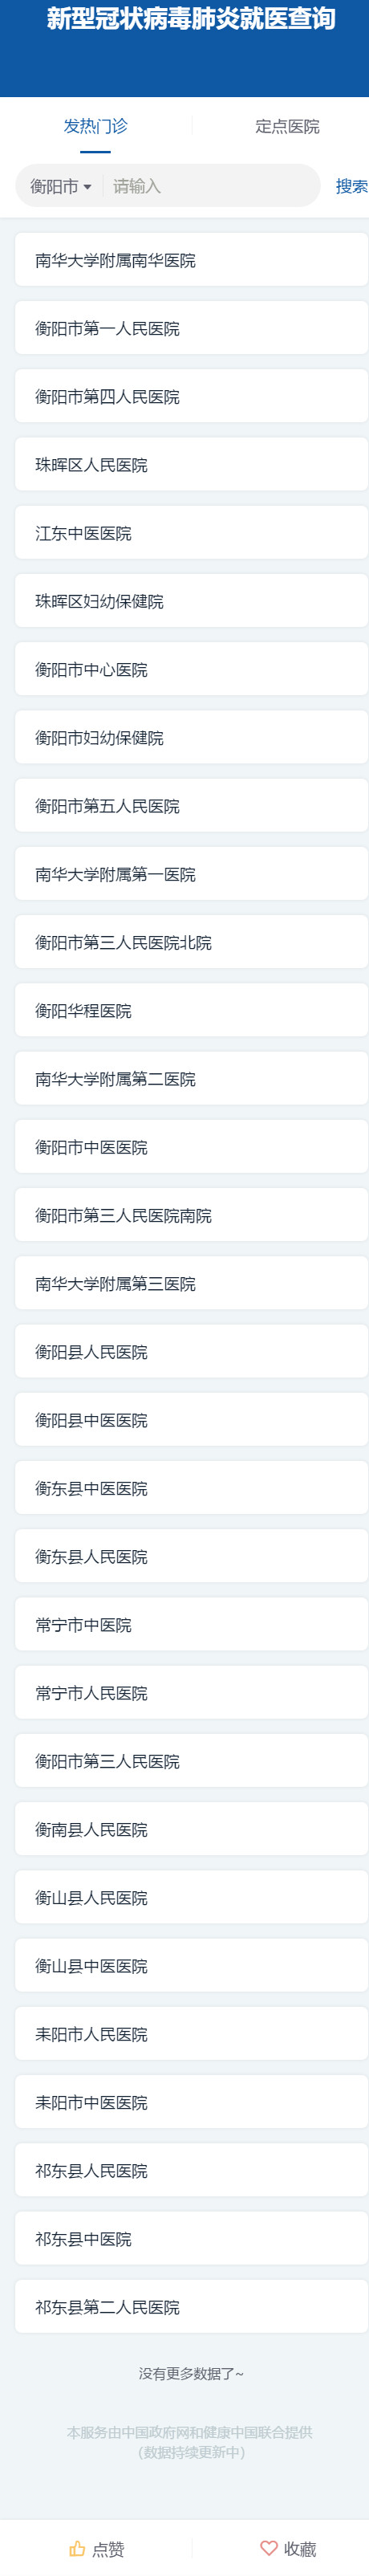 新型冠状病毒肺炎就医查询
发热门诊 定点医院
衡阳市 请输入 搜索
南华大学附属南华医院
衡阳市第一人民医院
衡阳市第四人民医院
珠晖区人民医院
江东中医医院
珠晖区妇幼保健院
衡阳市中心医院
衡阳市妇幼保健院
衡阳市第五人民医院
南华大学附属第一医院
衡阳市第三人民医院北院
衡阳华程医院
南华大学附属第二医院
衡阳市中医医院
衡阳市第三人民医院南院
南华大学附属第三医院
衡阳县人民医院
衡阳县中医医院
衡东县中医医院
衡东县人民医院
常宁市中医院
常宁市人民医院
衡阳市第三人民医院
衡南县人民医院
衡山县人民医院
衡山县中医医院
耒阳市人民医院
耒阳市中医医院
祁东县人民医院
祁东县中医院
祁东县第二人民医院
没有更多数据了~
本服务由中国政府网和健康中国联合提供
(数据持续更新中)
点赞 收藏